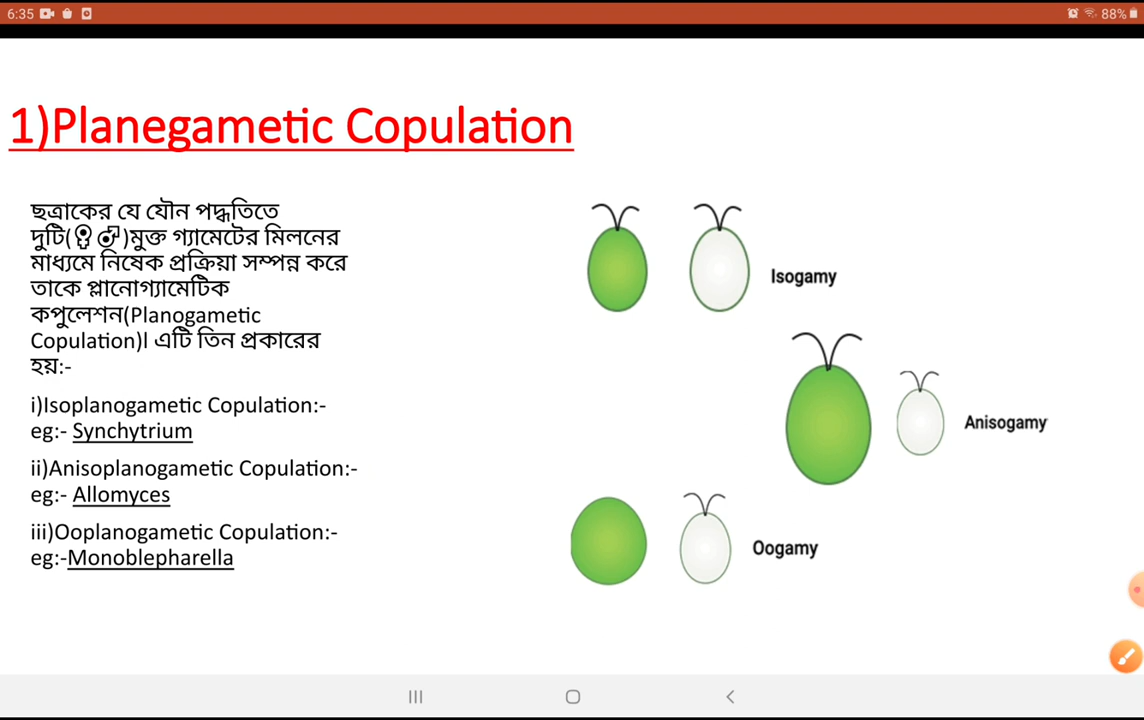 6:35
88%
1)Planegametic Copulation
ছত্রাকের যে যৌন পদ্ধতিতে
দুটি(♀ ♂)মুক্ত গ্যামেটের মিলনের
মাধ্যমে নিষেক প্রক্রিয়া সম্পন্ন করে
তাকে প্লানোগ্যামেটিক
কপুলেশন(Planogametic
Copulation)l এটি তিন প্রকারের
হয়:-
i)Isoplanogametic Copulation:-
eg:- Synchytrium
ii)Anisoplanogametic Copulation:-
eg:- Allomyces
iii)Ooplanogametic Copulation:-
eg:-Monoblepharella
Isogamy
Anisogamy
Oogamy